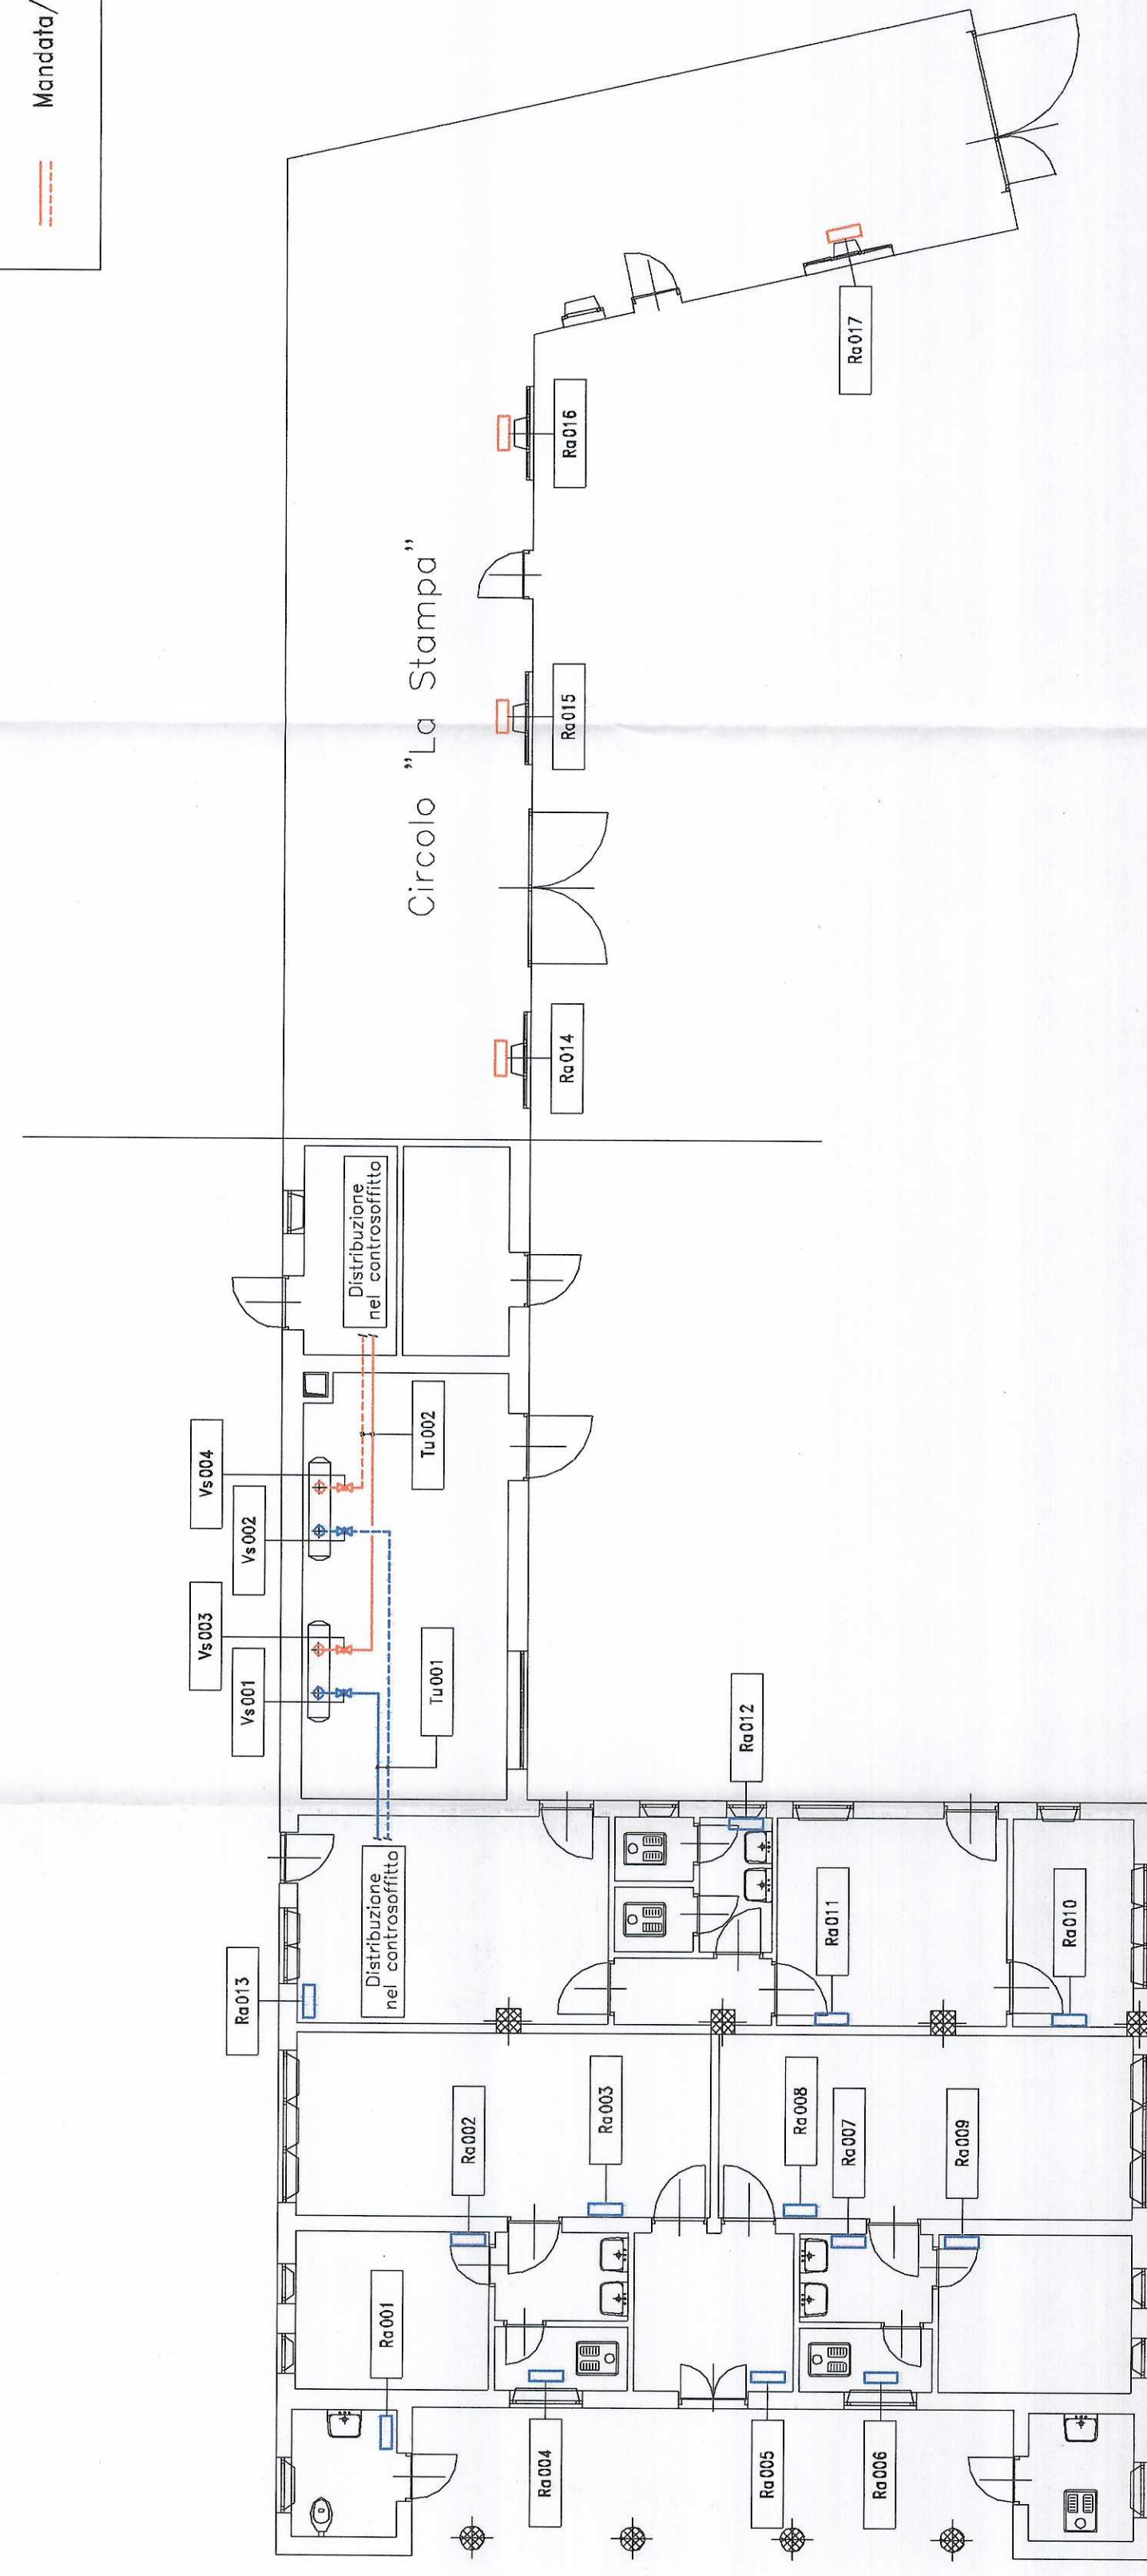 Mandata/
Ra017
Ra016
Circolo "La Stampa"
Ra015
Ra014
Distribuzione
nel controsoffitto
Tu002
Vs004
Vs002
Vs003
Vs001
Tu001
Ra012
Distribuzione
nel controsoffitto
Ra013
Ra011
Ra010
Ra002
Ra003
Ra008
Ra007
Ra009
Ra001
Ra004
Ra005
Ra006